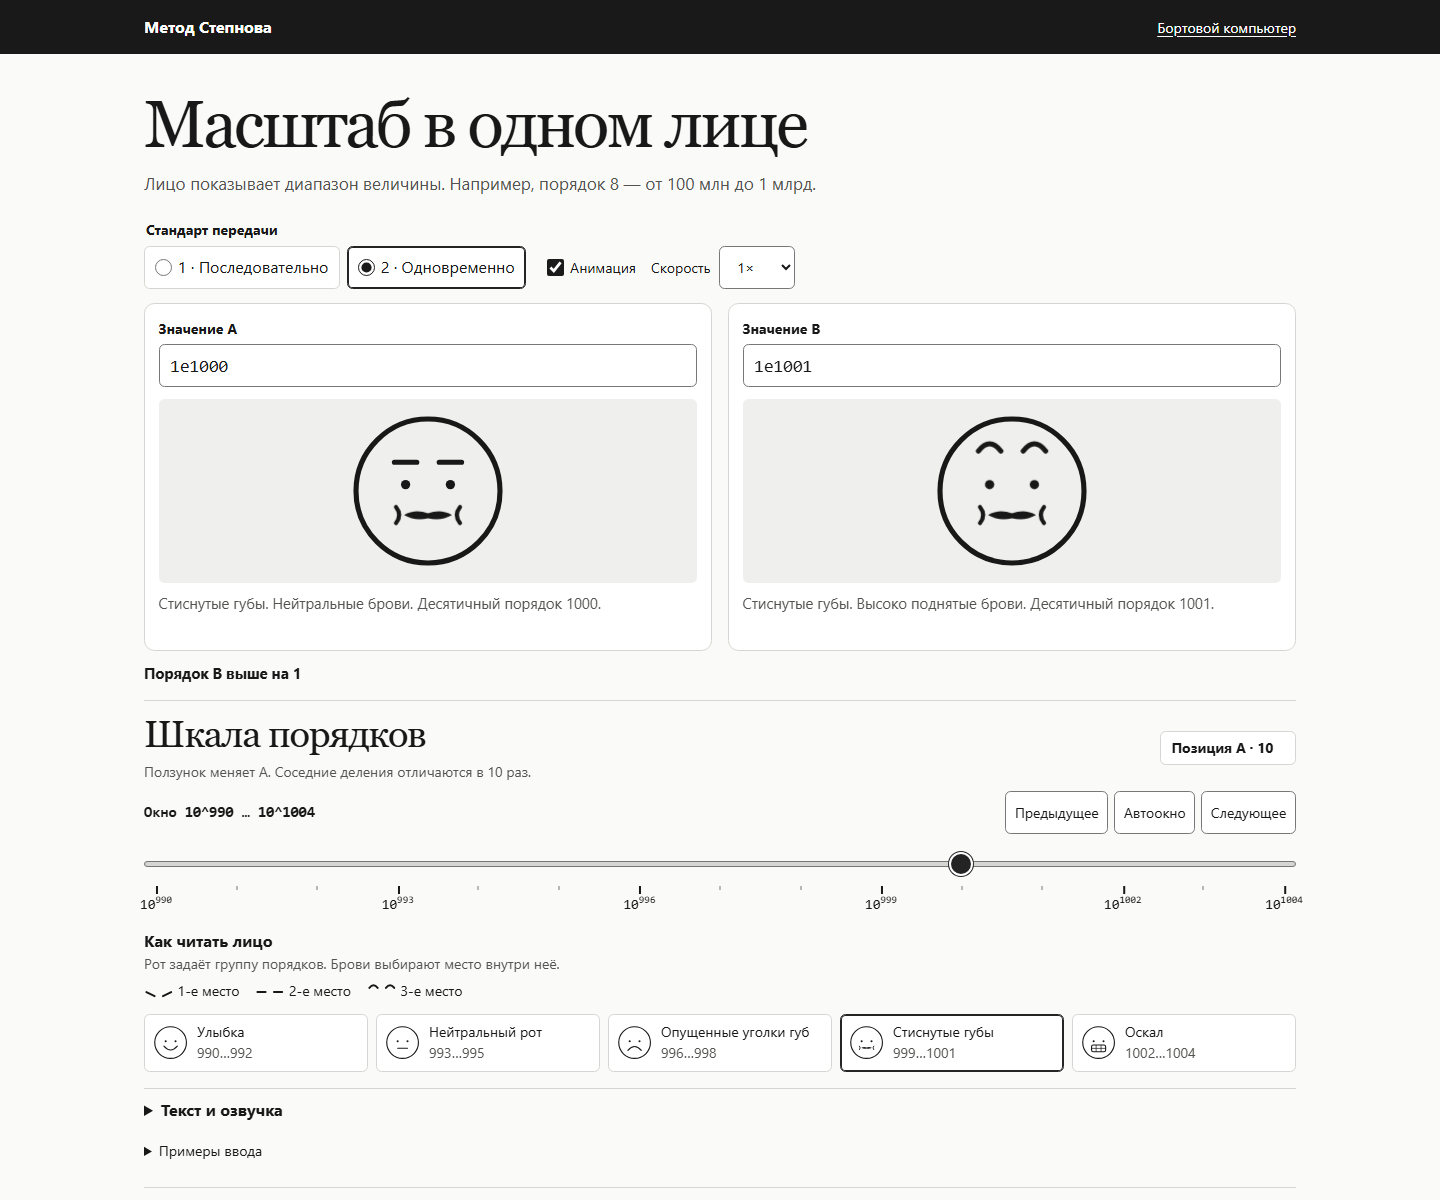 Метод Степнова
Бортовой компьютер
Масштаб в одном лице
Лицо показывает диапазон величины. Например, порядок 8 — от 100 млн до 1 млрд.
Стандарт передачи
1 · Последовательно
2 · Одновременно
Анимация
Скорость
1×
Значение A
1e1000
Стиснутые губы. Нейтральные брови. Десятичный порядок 1000.
Значение B
1e1001
Стиснутые губы. Высоко поднятые брови. Десятичный порядок 1001.
Порядок B выше на 1
Шкала порядков
Позиция A · 10
Ползунок меняет A. Соседние деления отличаются в 10 раз.
Окно 10^990 … 10^1004
Предыдущее
Автоокно
Следующее
10⁹⁹⁰
10⁹⁹³
10⁹⁹⁶
10⁹⁹⁹
10¹⁰⁰²
10¹⁰⁰⁴
Как читать лицо
Рот задаёт группу порядков. Брови выбирают место внутри неё.
1-е место
2-е место
3-е место
Улыбка
990…992
Нейтральный рот
993…995
Опущенные уголки губ
996…998
Стиснутые губы
999…1001
Оскал
1002…1004
Текст и озвучка
Примеры ввода